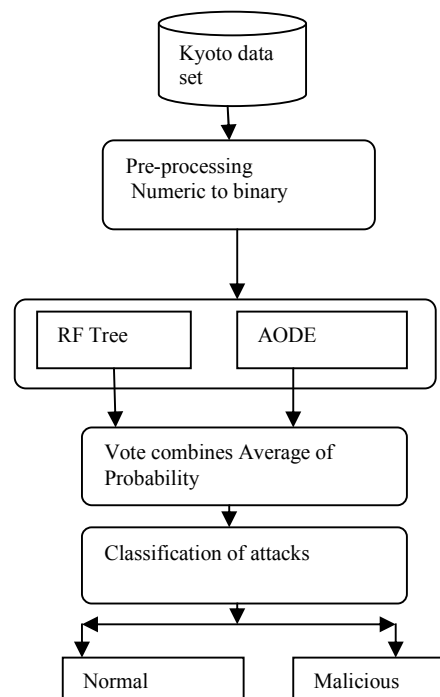 Kyoto data
set
Pre-processing
Numeric to binary
RF Tree
AODE
Vote combines Average of
Probability
Classification of attacks
Normal
Malicious